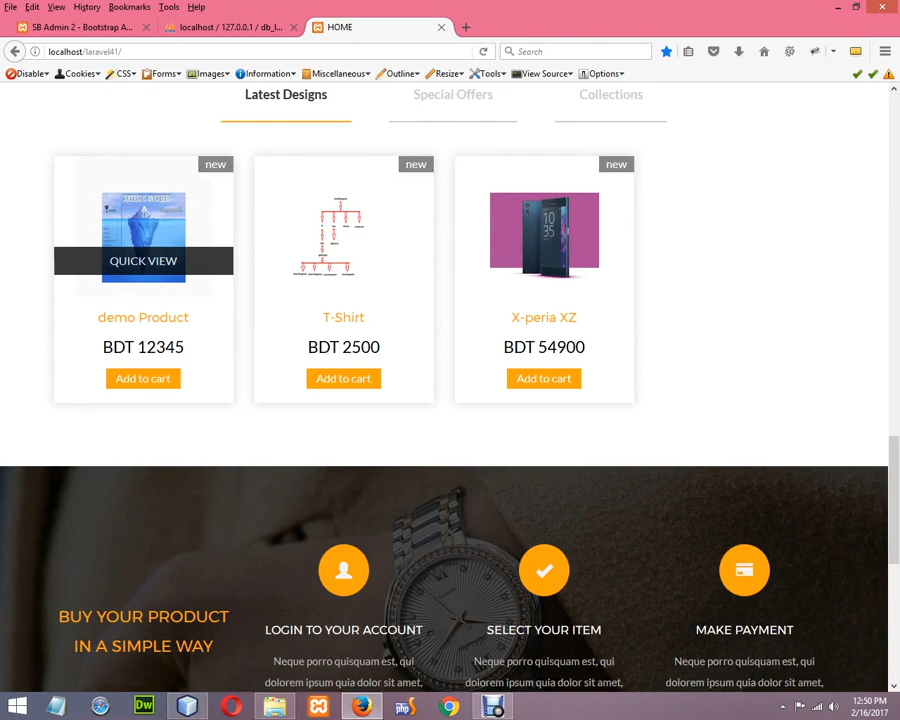 File Edit View History Bookmarks Tools Help
SB Admin 2 - Bootstrap A...
localhost / 127.0.0.1 / db_l...
HOME
localhost/laravel41/
Search
Disable Cookies CSS Forms Images Information Miscellaneous Outline Resize Tools View Source Options
Latest Designs Special Offers Collections
new new new
QUICK VIEW
demo Product T-Shirt X-peria XZ
BDT 12345 BDT 2500 BDT 54900
Add to cart Add to cart Add to cart
BUY YOUR PRODUCT
IN A SIMPLE WAY
LOGIN TO YOUR ACCOUNT SELECT YOUR ITEM MAKE PAYMENT
Neque porro quisquam est, qui Neque porro quisquam est, qui Neque porro quisquam est, qui
dolorem ipsum quia dolor sit amet, dolorem ipsum quia dolor sit amet, dolorem ipsum quia dolor sit amet,
Dw
php
12:50 PM
2/16/2017